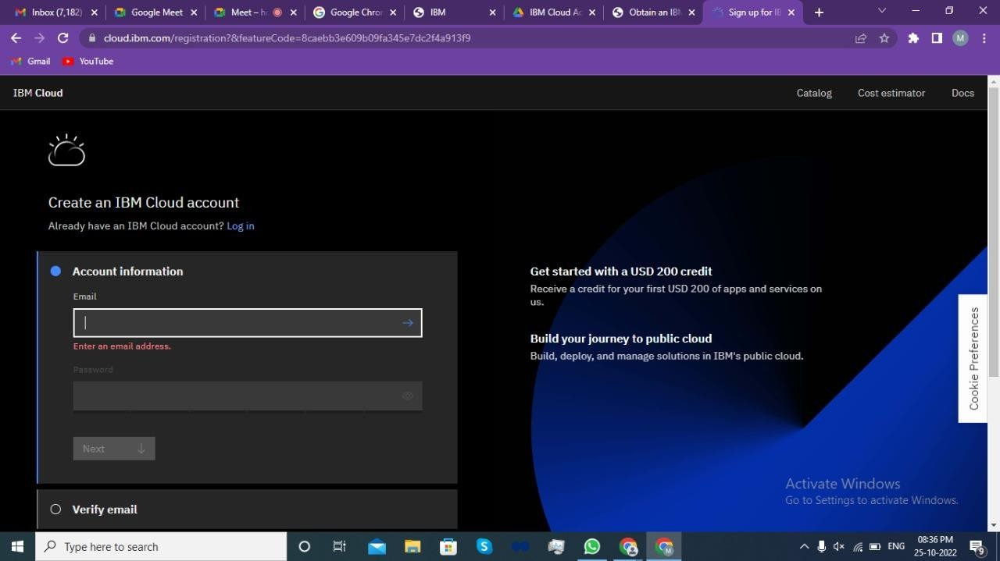 Inbox (7,182)
Google Meet
Meet – h
Google Chror
IBM
IBM Cloud Ac
Obtain an IBM
Sign up for IB
cloud.ibm.com/registration?&featureCode=8caebb3e609b09fa345e7dc2f4a913f9
M
Gmail
YouTube
IBM Cloud
Catalog
Cost estimator
Docs
Create an IBM Cloud account
Already have an IBM Cloud account? Log in
Account information
Email
Enter an email address.
Password
Next
Verify email
Get started with a USD 200 credit
Receive a credit for your first USD 200 of apps and services on
us.
Build your journey to public cloud
Build, deploy, and manage solutions in IBM's public cloud.
Cookie Preferences
Activate Windows
Go to Settings to activate Windows.
Type here to search
ENG
08:36 PM
25-10-2022
9